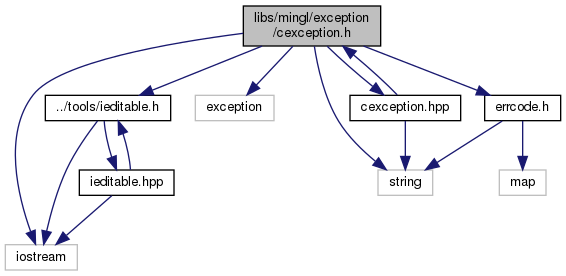 libs/mingl/exception
/cexception.h
../tools/ieditable.h
exception
cexception.hpp
errcode.h
ieditable.hpp
string
map
iostream